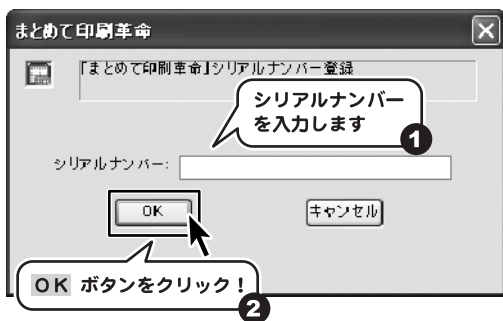 まとめて印刷革命
「まとめて印刷革命」シリアルナンバー登録
シリアルナンバー
を入力します
1
シリアルナンバー:
OK
キャンセル
OK ボタンをクリック!
2